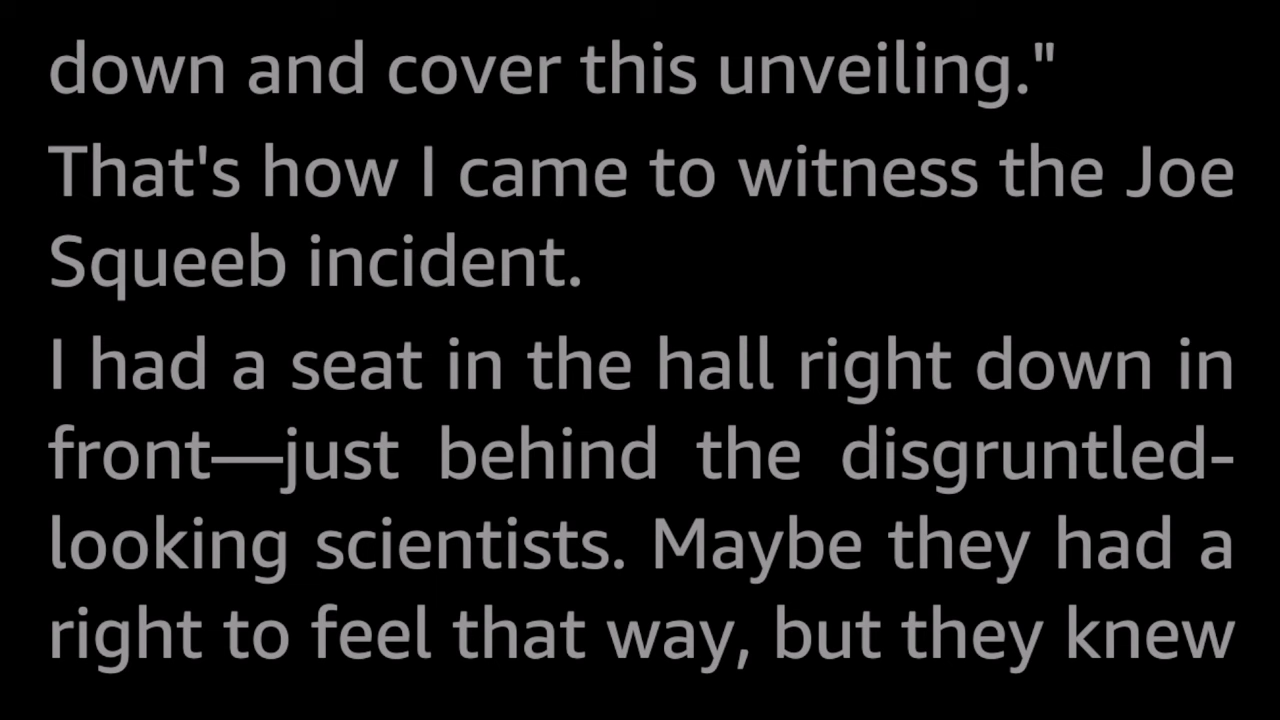 down and cover this unveiling."
That's how I came to witness the Joe
Squeeb incident.
I had a seat in the hall right down in
front—just behind the disgruntled-
looking scientists. Maybe they had a
right to feel that way, but they knew